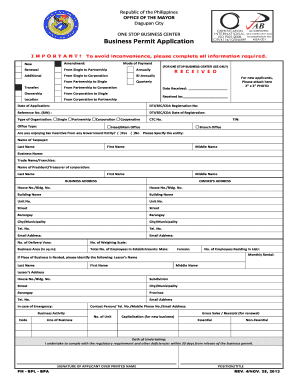 Republic of the Philippines
OFFICE OF THE MAYOR
Dagupan City
ONE STOP BUSINESS CENTER
Business Permit Application
IMPORTANT! To avoid inconvenience, please complete all information required.
New
Renewal
Additional
Transfer
Ownership
Location
Amendment:
From Single to Partnership
From Single to Corporation
From Partnership to Single
From Partnership to Corporation
From Corporation to Single
From Corporation to Partnership
Mode of Payment
Annually
Bi-Annually
Quarterly
(FOR ONE STOP BUSINESS CENTER USE ONLY)
RECEIVED
Date Received:
Received by:
For new applicants,
please attach here
2" x 2" PHOTO
Date of Application:
DTI/SEC/CDA Registration No:
Reference No. (BIN):
DTI/SEC/CDA Date of Registration:
Type of Organization: Single Partnership Corporation Cooperative
CTC No.
TIN:
Office Type:
Head/Main Office
Branch Office
Are you enjoying tax incentive from any Government Entity? Yes No Please Specify the entity:
Name of Taxpayer:
Last Name
First Name
Middle Name
Business Name:
Trade Name/Franchise:
Name of President/Treasurer of corporation:
Last Name
First Name
Middle Name
BUSINESS ADDRESS
OWNER'S ADDRESS
House No./Bldg. No.
House No./Bldg. No.
Building Name
Building Name
Unit No.
Unit No.
Street
Street
Barangay
Barangay
City/Municipality
City/Municipality
Tel. No.
Tel. No.
Email Address:
Email Address:
No. of Delivery Vans:
No. of Weighing Scale:
Business Area (in sq m):
Total No. of Employees in Establishments: Male: Female:
No. of Employees Residing in LGU:
If Place of Business is Rented, please identify the following: Lessor's Name
Monthly Rental:
Last Name
First Name
Middle Name
Lessor's Address
House No./Bldg. No.
Subdivision
Street
City/Municipality
Barangay
Province
Tel. No.
Email Address
In case of Emergency:
Contact Person/ Tel. No./Mobile Phone No./Email Address:
Business Activity
No. of Unit
Capitalization (for new business)
Gross Sales / Receipts (for renewal)
Code
Line of Business
Essential
Non-Essential
Oath of Undertaking:
I undertake to comply with the regulatory requirement and other deficiencies within 30 days from release of the business permit.
SIGNATURE OF APPLICANT OVER PRINTED NAME
POSITION/TITLE
FM - BPL - BPA
REV. 4/NOV. 25, 2013